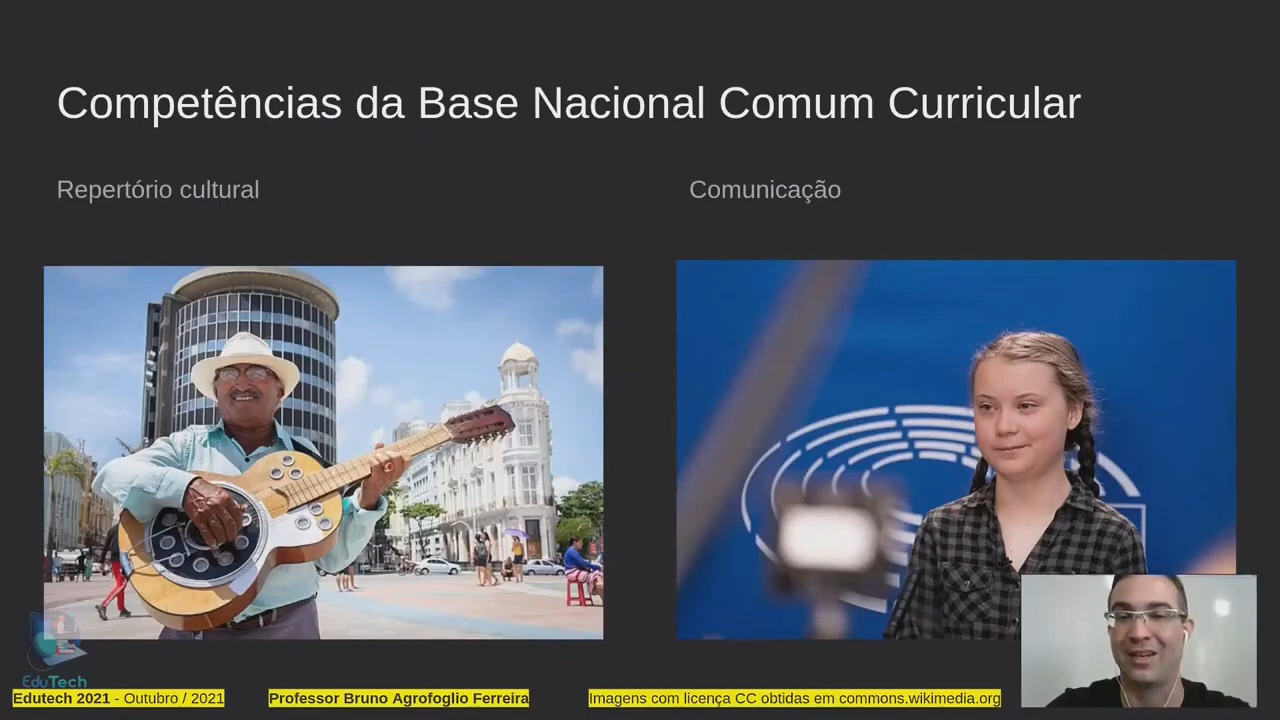 Competências da Base Nacional Comum Curricular
Repertório cultural
Comunicação
EduTech
Edutech 2021 - Outubro / 2021
Professor Bruno Agrofoglio Ferreira
Imagens com licença CC obtidas em commons.wikimedia.org